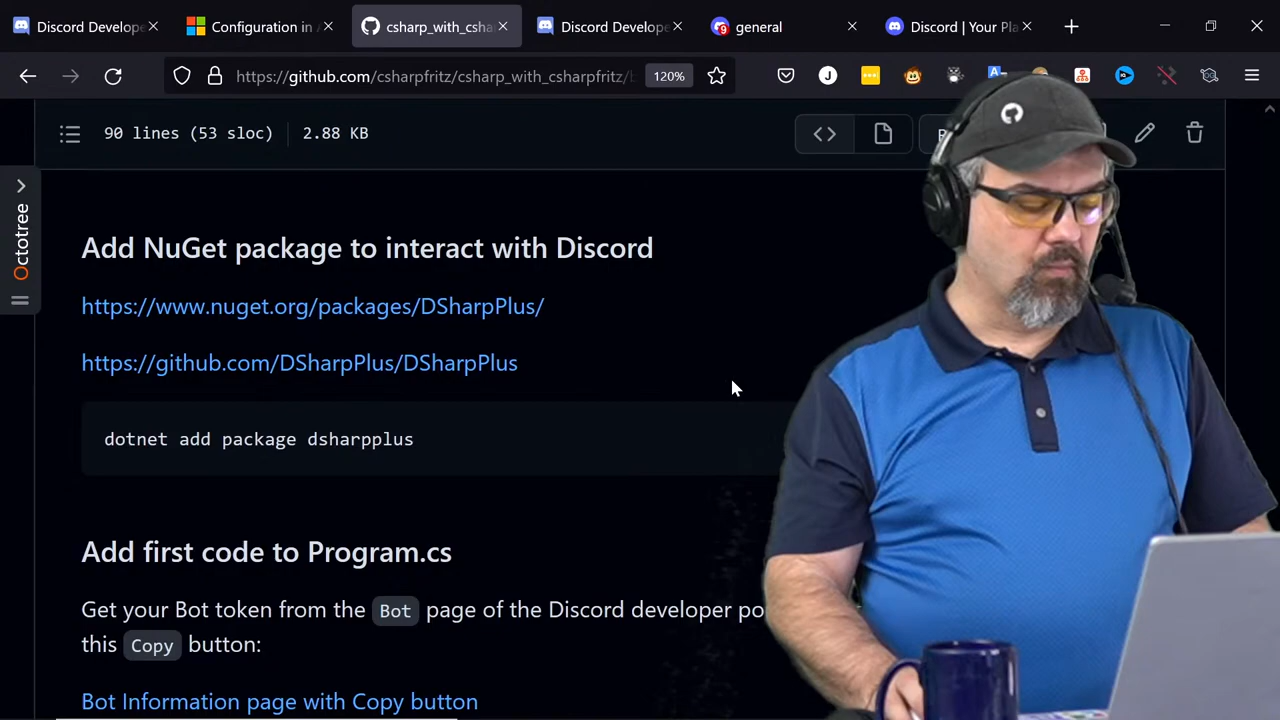 Discord Develope
Configuration in A
csharp_with_csha
Discord Develope
general
Discord | Your Pla
https://github.com/csharpfritz/csharp_with_csharpfritz/b
120%
90 lines (53 sloc)
2.88 KB
Octotree
Add NuGet package to interact with Discord
https://www.nuget.org/packages/DSharpPlus/
https://github.com/DSharpPlus/DSharpPlus
dotnet add package dsharpplus
Add first code to Program.cs
Get your Bot token from the Bot page of the Discord developer po
this Copy button:
Bot Information page with Copy button